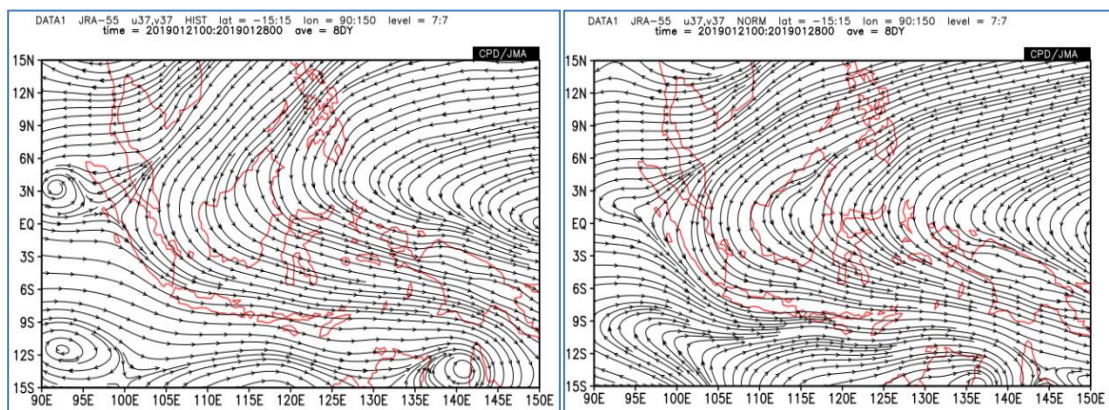 DATA1 JRA-55 u37,v37 HIST lat = -15:15 lon = 90:150 level = 7:7
time = 2019012100:2019012800 ave = 8DY
CPD/JMA
15N
12N
9N
6N
3N
EQ
3S
6S
9S
12S
15S
90E 95E 100E 105E 110E 115E 120E 125E 130E 135E 140E 145E 150E
DATA1 JRA-55 u37,v37 NORM lat = -15:15 lon = 90:150 level = 7:7
time = 2019012100:2019012800 ave = 8DY
CPD/JMA
15N
12N
9N
6N
3N
EQ
3S
6S
9S
12S
15S
90E 95E 100E 105E 110E 115E 120E 125E 130E 135E 140E 145E 150E